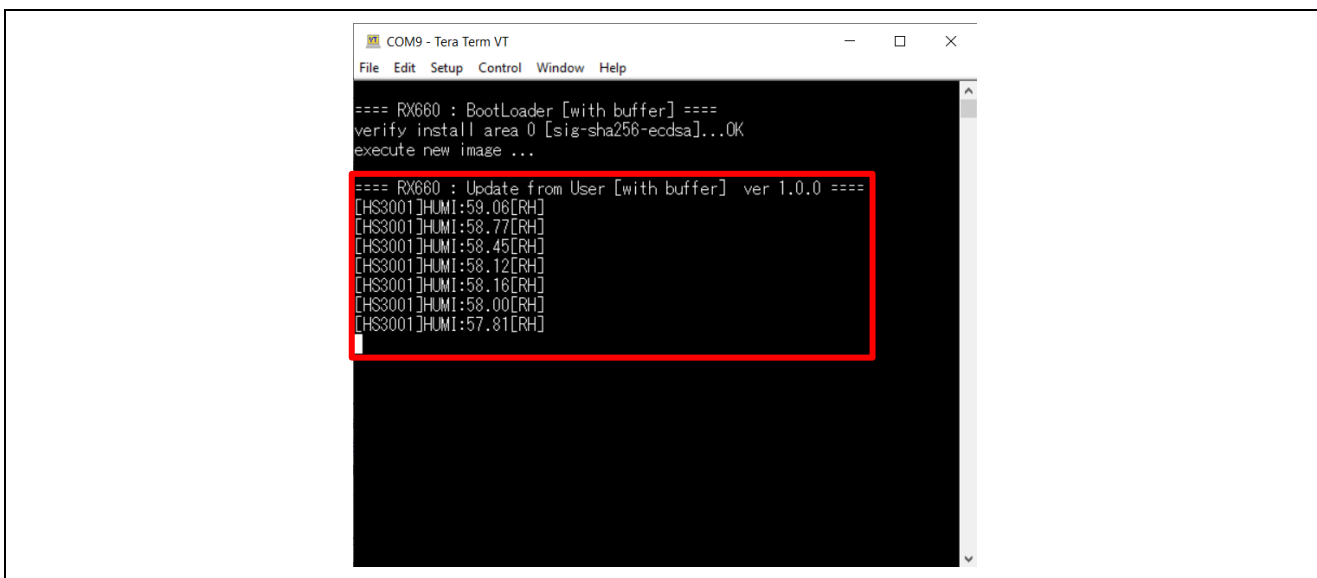 COM9 - Tera Term VT
File Edit Setup Control Window Help
==== RX660 : BootLoader [with buffer] ====
verify install area 0 [sig-sha256-ecdsa]...OK
execute new image ...
==== RX660 : Update from User [with buffer]  ver 1.0.0 ====
[HS3001]HUMI:59.06[RH]
[HS3001]HUMI:58.77[RH]
[HS3001]HUMI:58.45[RH]
[HS3001]HUMI:58.12[RH]
[HS3001]HUMI:58.16[RH]
[HS3001]HUMI:58.00[RH]
[HS3001]HUMI:57.81[RH]